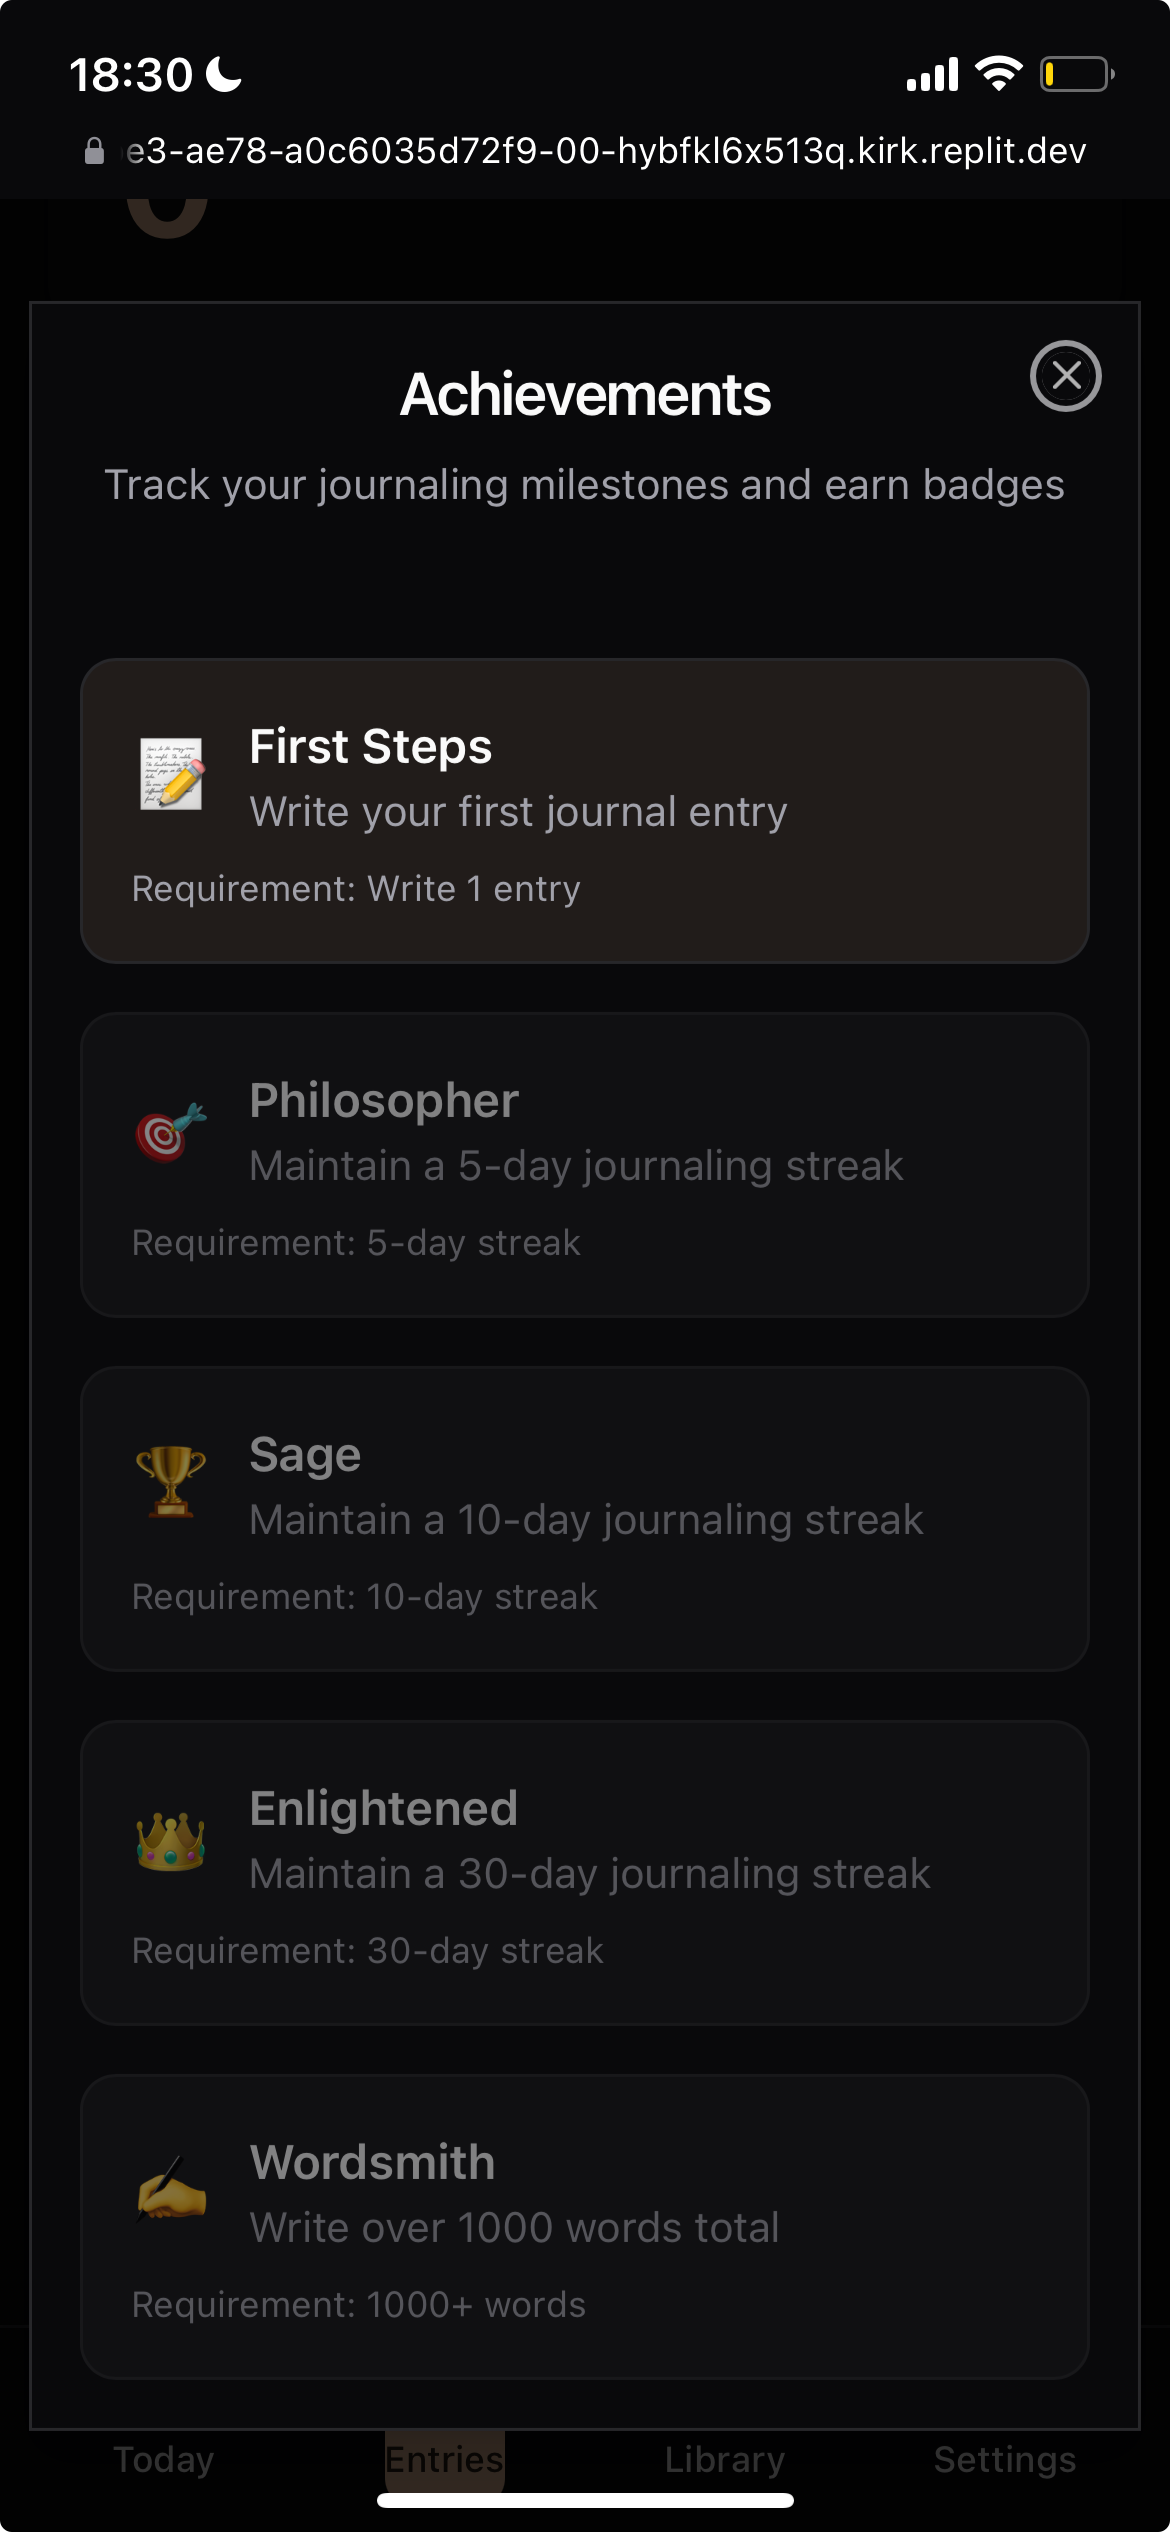 18:30
e3-ae78-a0c6035d72f9-00-hybfkl6x513q.kirk.replit.dev
Achievements
Track your journaling milestones and earn badges
First Steps
Write your first journal entry
Requirement: Write 1 entry
Philosopher
Maintain a 5-day journaling streak
Requirement: 5-day streak
Sage
Maintain a 10-day journaling streak
Requirement: 10-day streak
Enlightened
Maintain a 30-day journaling streak
Requirement: 30-day streak
Wordsmith
Write over 1000 words total
Requirement: 1000+ words
Today Entries Library Settings